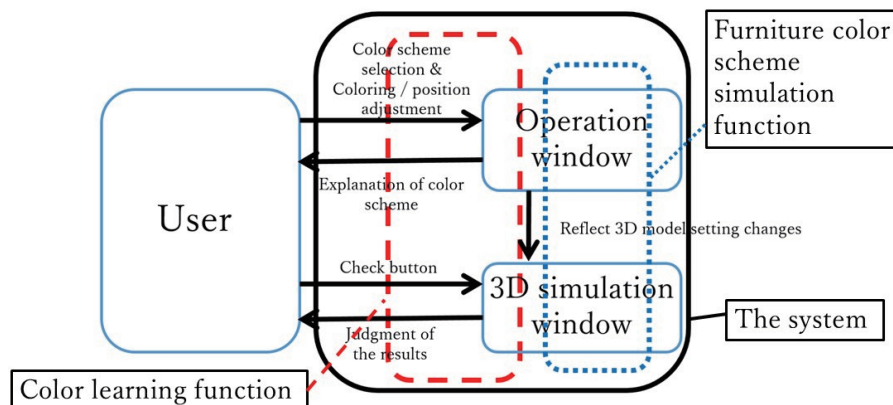 Color scheme
selection &
Coloring / position
adjustment
Furniture color
scheme
simulation
function
Operation
window
User
Explanation of color
scheme
Reflect 3D model setting changes
Check button
3D simulation
window
Judgment of
the results
The system
Color learning function